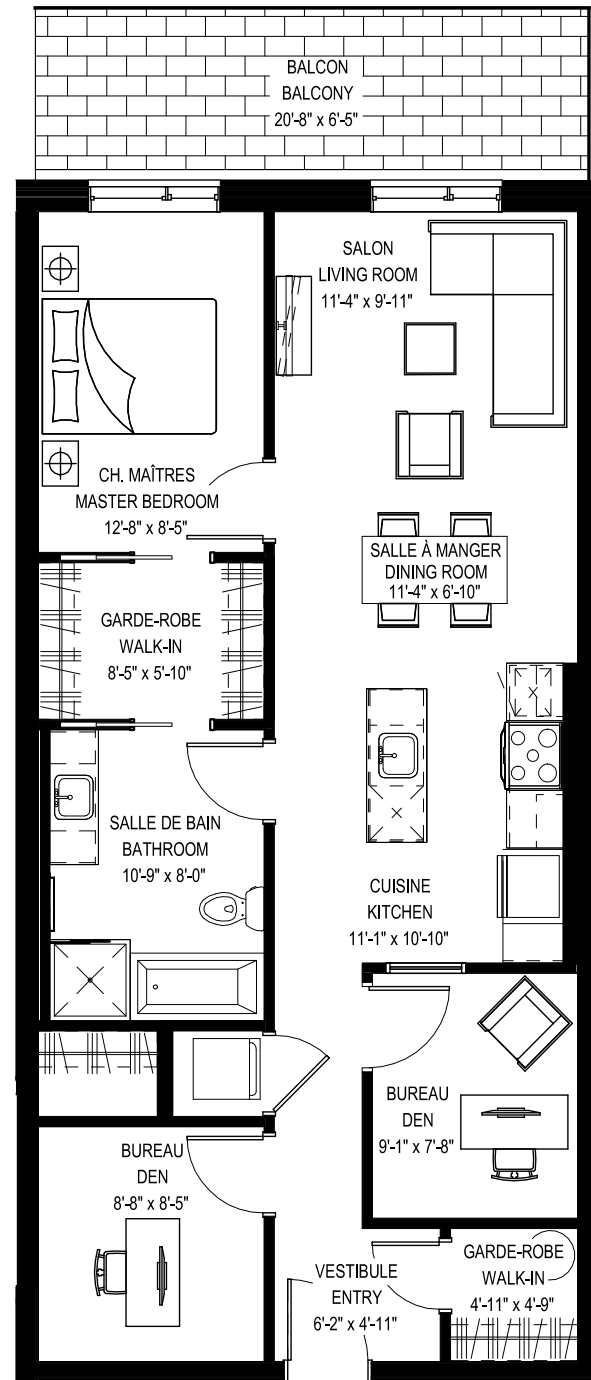 BALCON
BALCONY
20'-8" x 6'-5"
SALON
LIVING ROOM
11'-4" x 9'-11"
CH. MAÎTRES
MASTER BEDROOM
12'-8" x 8'-5"
SALLE À MANGER
DINING ROOM
11'-4" x 6'-10"
GARDE-ROBE
WALK-IN
8'-5" x 5'-10"
SALLE DE BAIN
BATHROOM
10'-9" x 8'-0"
CUISINE
KITCHEN
11'-1" x 10'-10"
BUREAU
DEN
9'-1" x 7'-8"
BUREAU
DEN
8'-8" x 8'-5"
VESTIBULE
ENTRY
6'-2" x 4'-11"
GARDE-ROBE
WALK-IN
4'-11" x 4'-9"